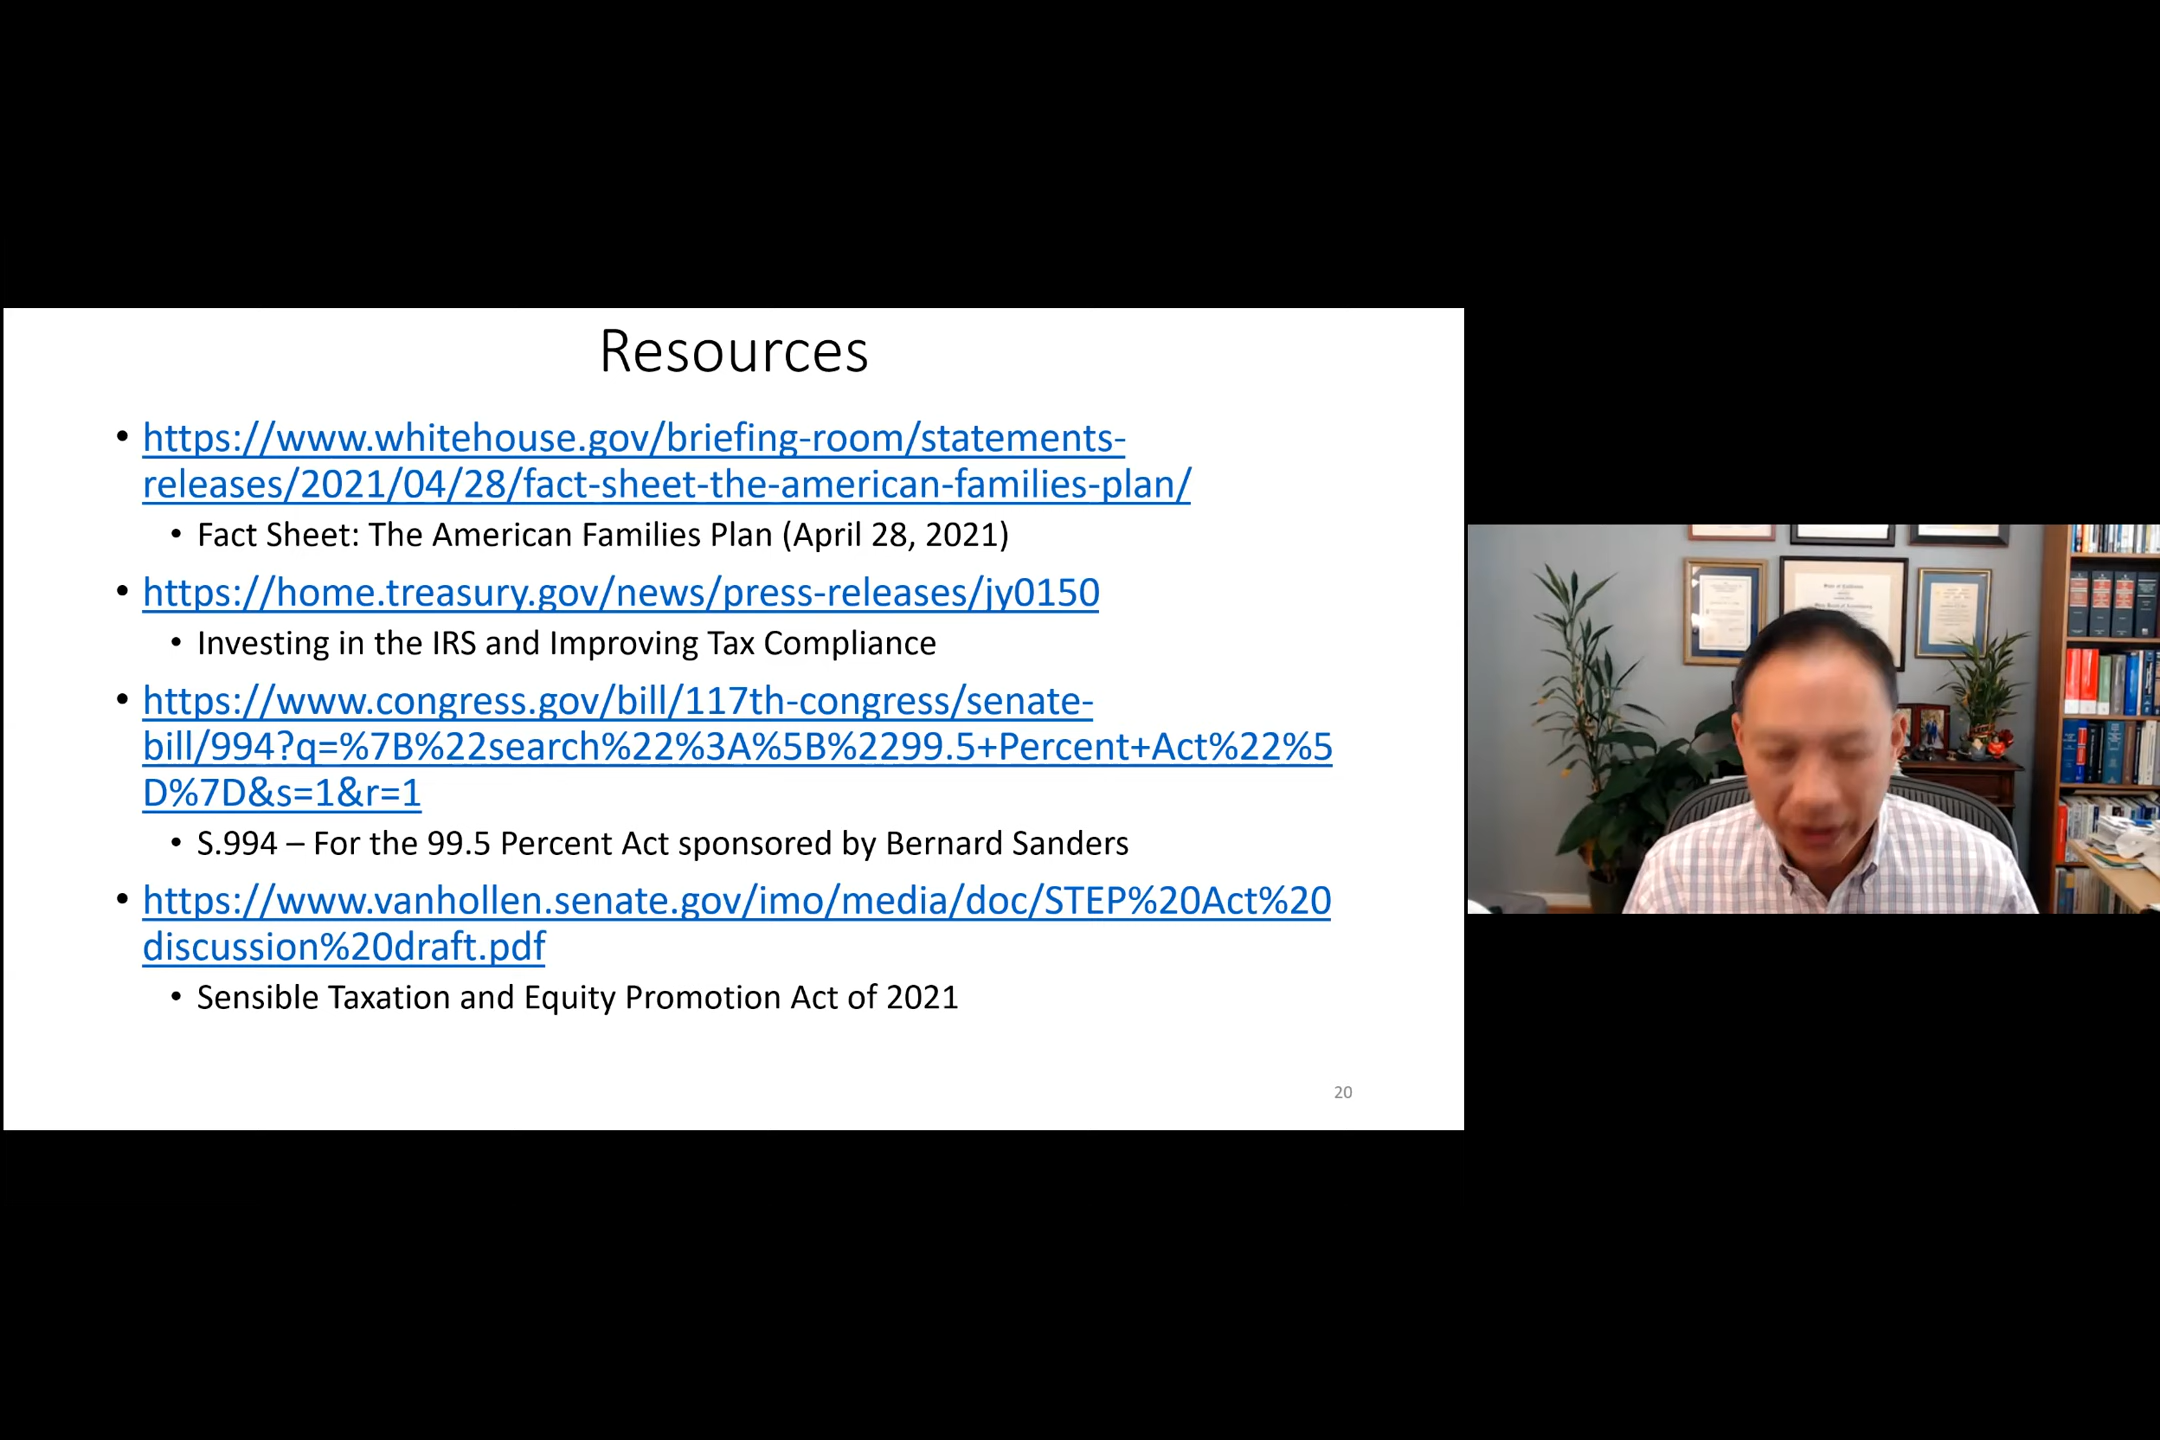 Resources
• https://www.whitehouse.gov/briefing-room/statements-
releases/2021/04/28/fact-sheet-the-american-families-plan/
• Fact Sheet: The American Families Plan (April 28, 2021)
• https://home.treasury.gov/news/press-releases/jy0150
• Investing in the IRS and Improving Tax Compliance
• https://www.congress.gov/bill/117th-congress/senate-
bill/994?q=%7B%22search%22%3A%5B%2299.5+Percent+Act%22%5
D%7D&s=1&r=1
• S.994 – For the 99.5 Percent Act sponsored by Bernard Sanders
• https://www.vanhollen.senate.gov/imo/media/doc/STEP%20Act%20
discussion%20draft.pdf
• Sensible Taxation and Equity Promotion Act of 2021
20
State of California